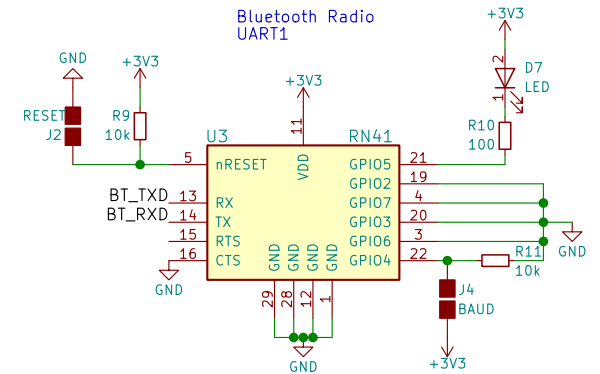 Bluetooth Radio
UART1
GND
+3V3
RESET
J2
R9
10k
+3V3
+3V3
2
D7
LED
1
R10
100
U3
RN41
11
VDD
5
nRESET
GPIO5
21
GPIO2
19
BT_TXD
13
RX
GPIO7
4
BT_RXD
14
TX
GPIO3
20
15
RTS
GPIO6
3
16
CTS
GPIO4
22
GND
GND
GND
GND
GND
29
28
12
1
GND
R11
10k
GND
J4
BAUD
+3V3